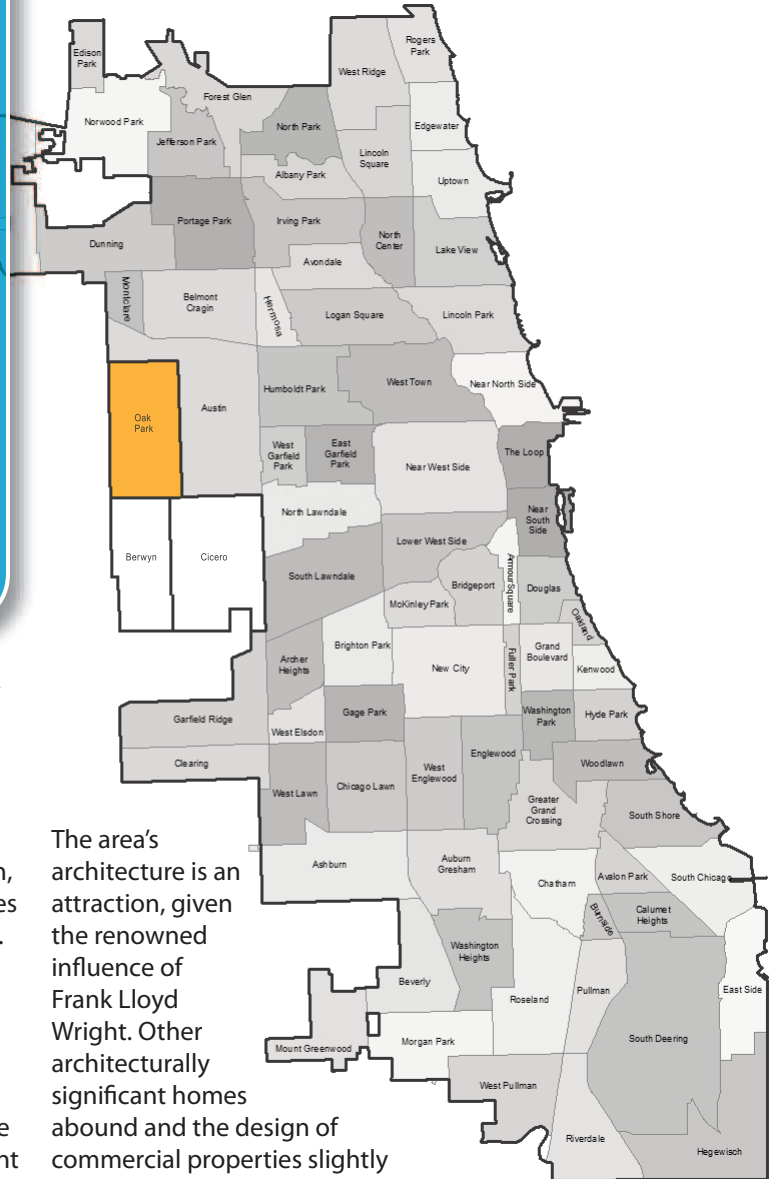 Edison
Park
Rogers
Park
West Ridge
Forest Glen
Norwood Park
North Park
Edgewater
Jefferson Park
Lincoln
Square
Albany Park
Uptown
Portage Park
Irving Park
North
Center
Dunning
Lake View
Avondale
Montclare
Belmont
Cragin
Hermosa
Logan Square
Lincoln Park
Humboldt Park
West Town
Near North Side
Oak
Park
Austin
West
Garfield
Park
East
Garfield
Park
The Loop
Near West Side
North Lawndale
Near
South
Side
Berwyn
Cicero
Lower West Side
South Lawndale
Bridgeport
ArmourSquare
Douglas
McKinley Park
Oakland
Archer
Heights
Brighton Park
New City
Fuller Park
Grand
Boulevard
Kenwood
Garfield Ridge
Gage Park
West Elsdon
Washington
Park
Hyde Park
Clearing
West
Englewood
Englewood
Woodlawn
West Lawn
Chicago Lawn
Greater
Grand
Crossing
South Shore
Ashburn
Auburn
Gresham
Chatham
Avalon Park
South Chicago
Burnside
Calumet
Heights
Washington
Heights
Beverly
Roseland
Pullman
East Side
Mount Greenwood
Morgan Park
South Deering
West Pullman
Riverdale
Hegewisch
The area's
architecture is an
attraction, given
the renowned
influence of
Frank Lloyd
Wright. Other
architecturally
significant homes
abound and the design of
commercial properties slightly